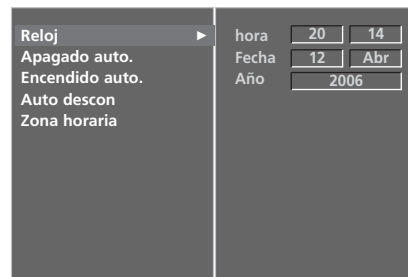 Reloj ►
Apagado auto.
Encendido auto.
Auto descon
Zona horaria
hora 20 14
Fecha 12 Abr
Año 2006